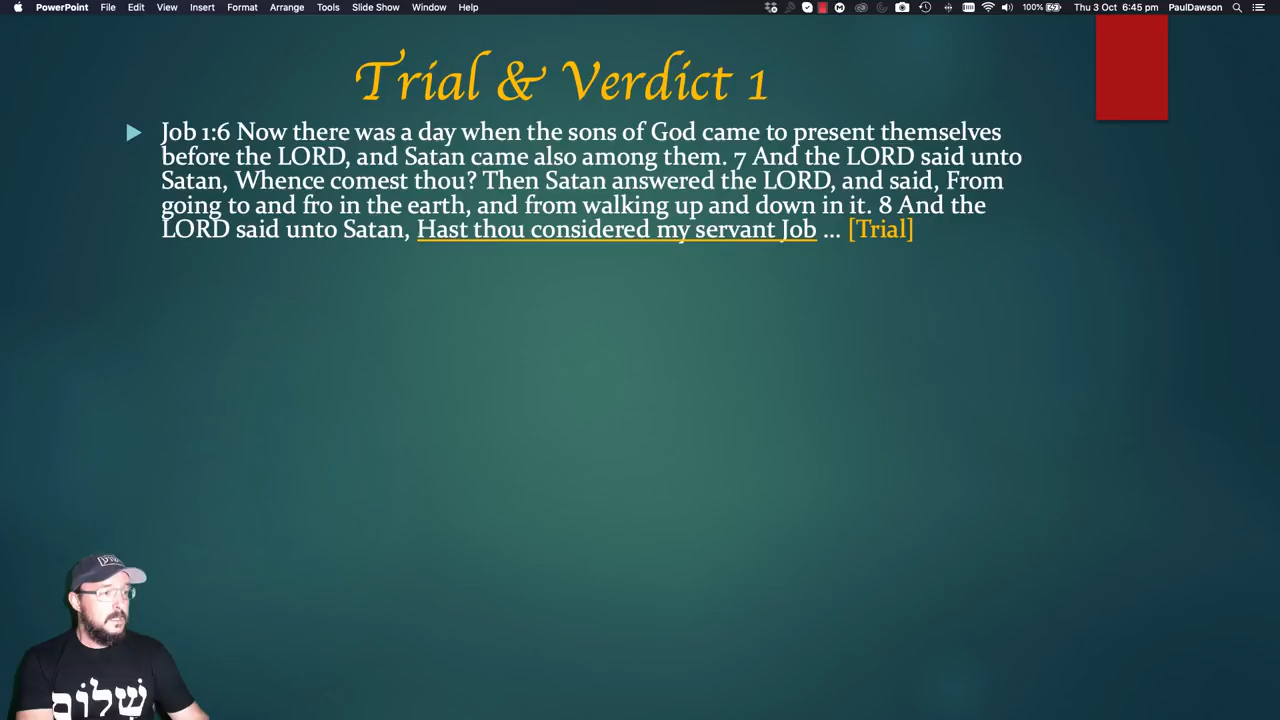 PowerPoint File Edit View Insert Format Arrange Tools Slide Show Window Help 100% Thu 3 Oct 6:45 pm PaulDawson
Trial & Verdict 1
Job 1:6 Now there was a day when the sons of God came to present themselves
before the LORD, and Satan came also among them. 7 And the LORD said unto
Satan, Whence comest thou? Then Satan answered the LORD, and said, From
going to and fro in the earth, and from walking up and down in it. 8 And the
LORD said unto Satan, Hast thou considered my servant Job ... [Trial]
שָׁלוֹם